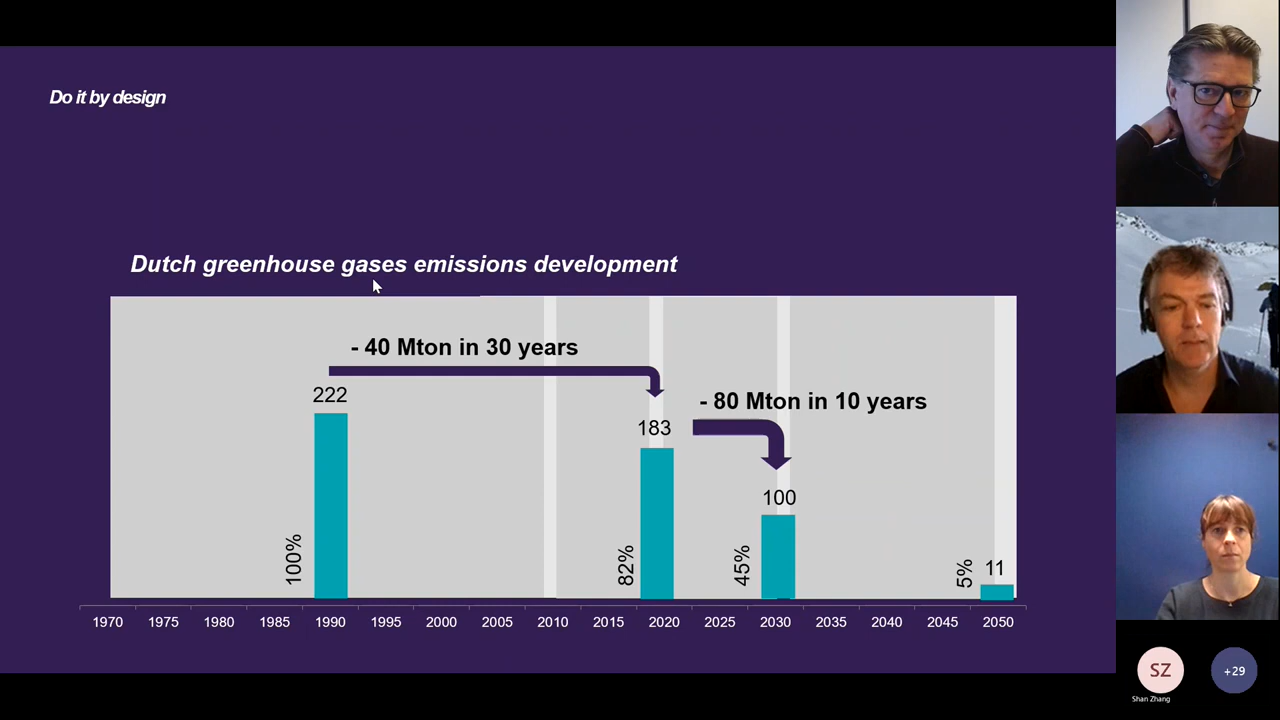 Do it by design
Dutch greenhouse gases emissions development
- 40 Mton in 30 years
222
- 80 Mton in 10 years
183
100
100%
82%
45%
5%
11
1970 1975 1980 1985 1990 1995 2000 2005 2010 2015 2020 2025 2030 2035 2040 2045 2050
SZ
+29
Shan Zhang